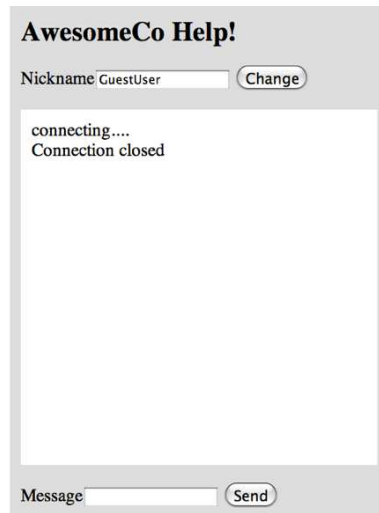 AwesomeCo Help!
Nickname GuestUser Change
connecting....
Connection closed
Message Send